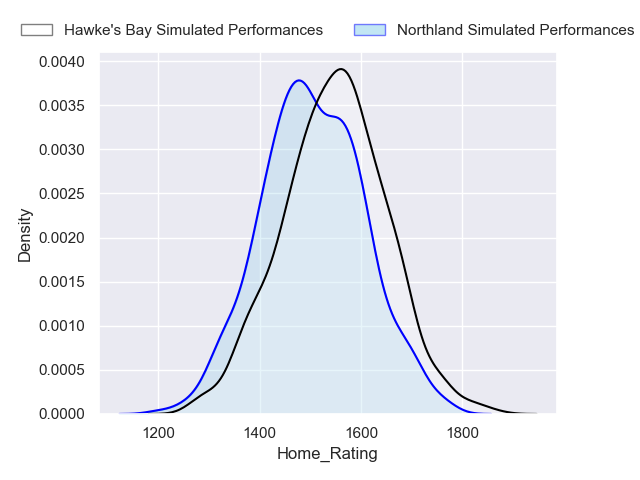 Hawke's Bay Simulated Performances
Northland Simulated Performances
0.0040
0.0035
0.0030
0.0025
0.0020
0.0015
0.0010
0.0005
0.0000
Density
1200 1400 1600 1800
Home_Rating